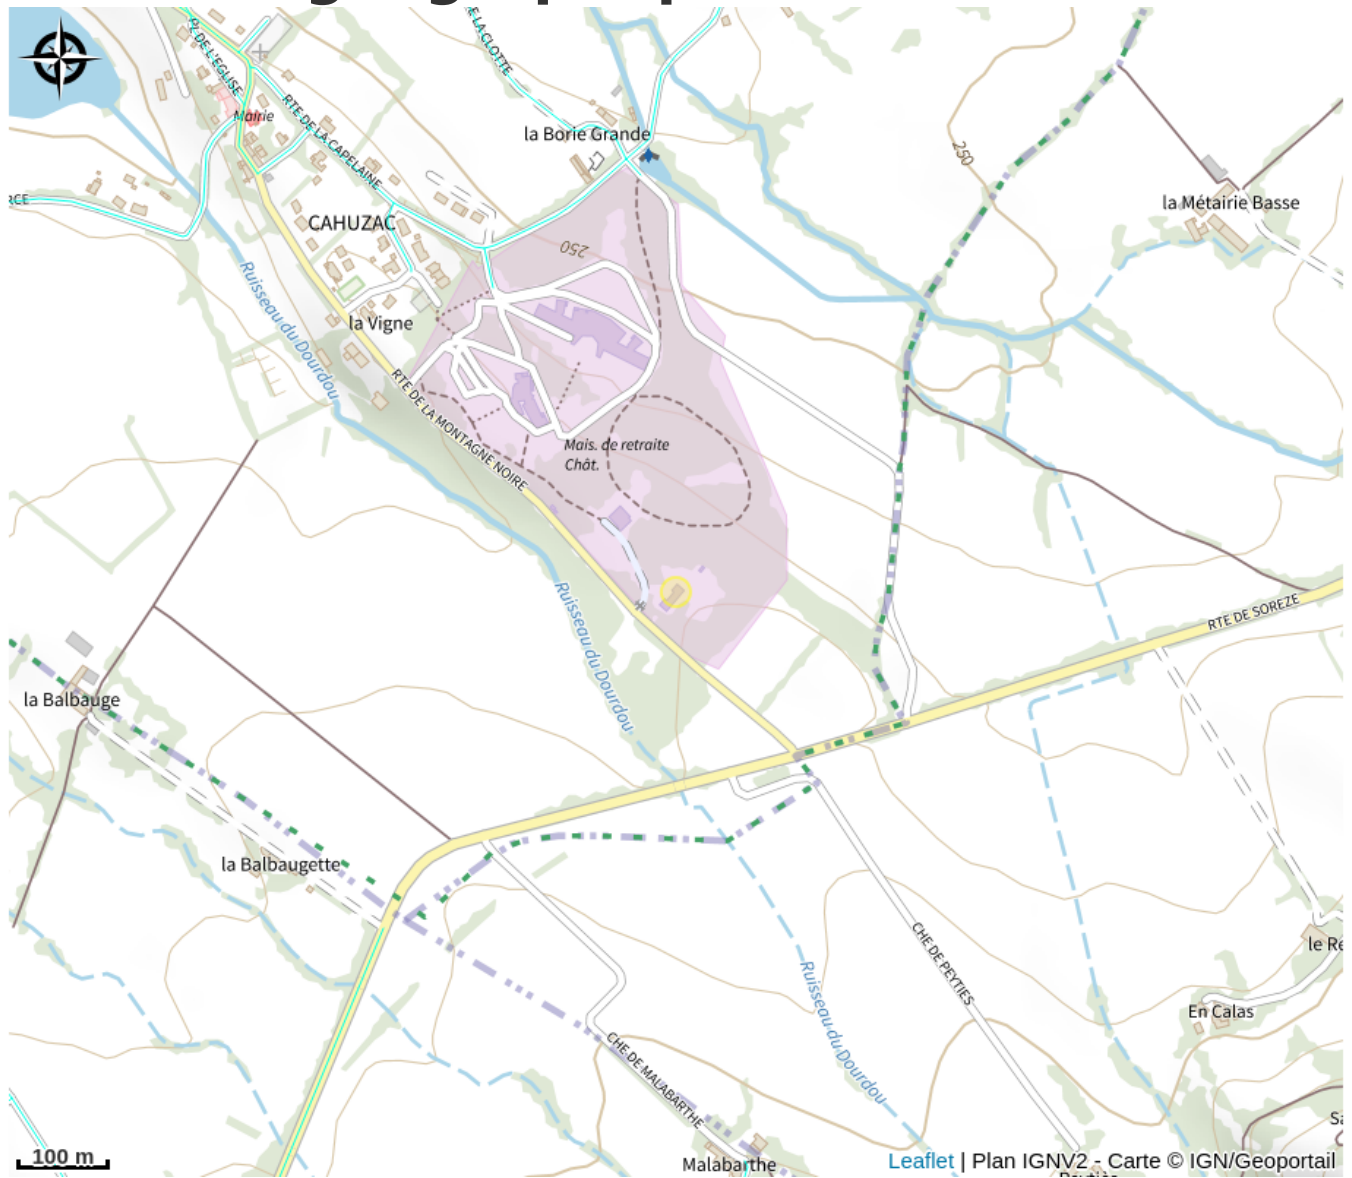 PL DE L'EGLISE
E LA CLOTTE
Mairie
RTE DE LA CAPELAINE
la Borie Grande
250
la Métairie Basse
RCE
CAHUZAC
250
Ruisseau du Dourdou
la Vigne
RTE DE LA MONTAGNE NOIRE
Mais. de retraite
Chât.
Ruisseau du Dourdou
RTE DE SOREZE
la Balbauge
la Balbaugette
CHE DE PEYTIES
le Re
En Calas
Ruisseau du Dourdou
CHE DE MALABARTHE
Malabarthe
100 m
Leaflet | Plan IGNV2 - Carte © IGN/Geoportail